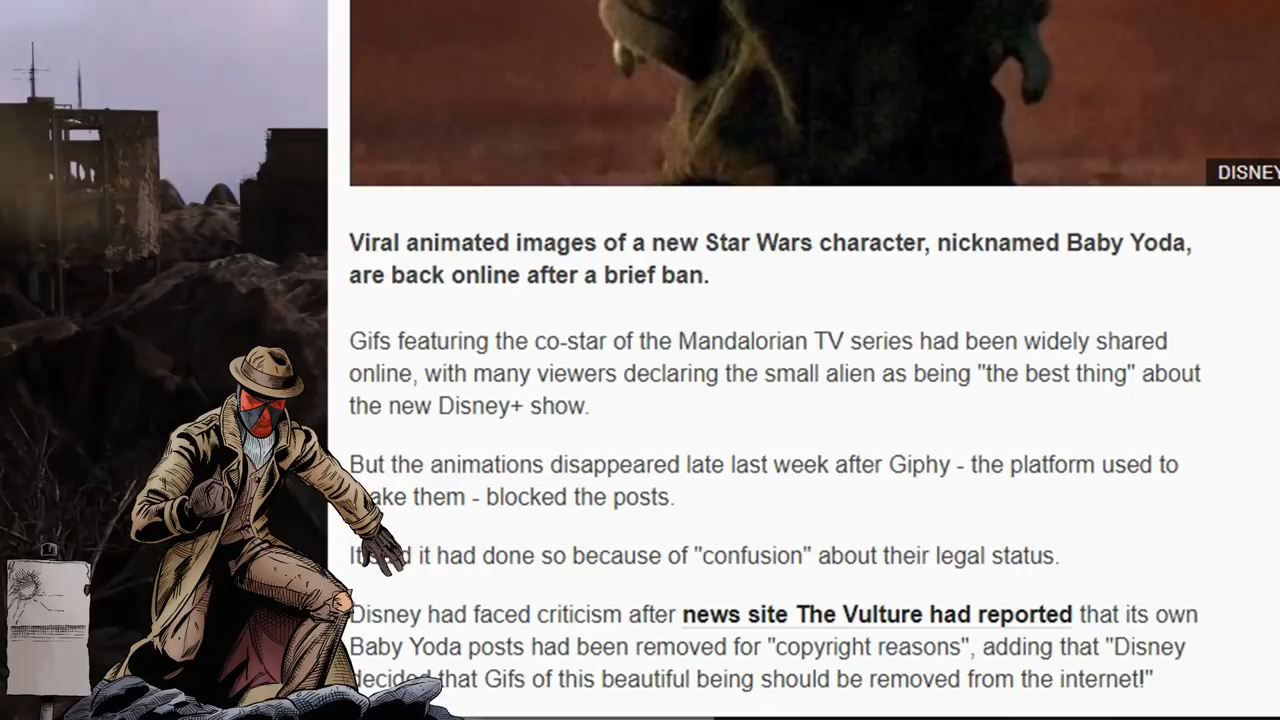 DISNEY
Viral animated images of a new Star Wars character, nicknamed Baby Yoda,
are back online after a brief ban.
Gifs featuring the co-star of the Mandalorian TV series had been widely shared
online, with many viewers declaring the small alien as being "the best thing" about
the new Disney+ show.
But the animations disappeared late last week after Giphy - the platform used to
ake them - blocked the posts.
It it had done so because of "confusion" about their legal status.
Disney had faced criticism after news site The Vulture had reported that its own
Baby Yoda posts had been removed for "copyright reasons", adding that "Disney
decided that Gifs of this beautiful being should be removed from the internet!"